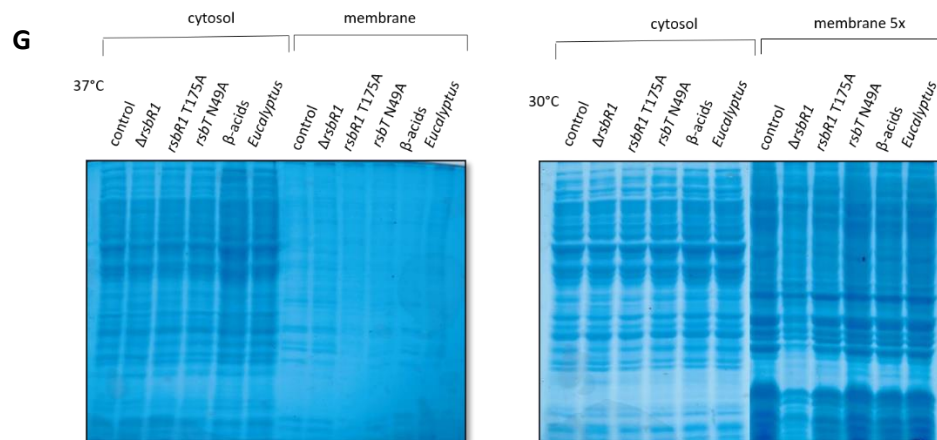 G
cytosol
membrane
37°C
control
ΔrsbR1
rsbR1 T175A
rsbT N49A
β-acids
Eucalyptus
control
ΔrsbR1
rsbR1 T175A
rsbT N49A
β-acids
Eucalyptus
cytosol
membrane 5x
30°C
control
ΔrsbR1
rsbR1 T175A
rsbT N49A
β-acids
Eucalyptus
control
ΔrsbR1
rsbR1 T175A
rsbT N49A
β-acids
Eucalyptus